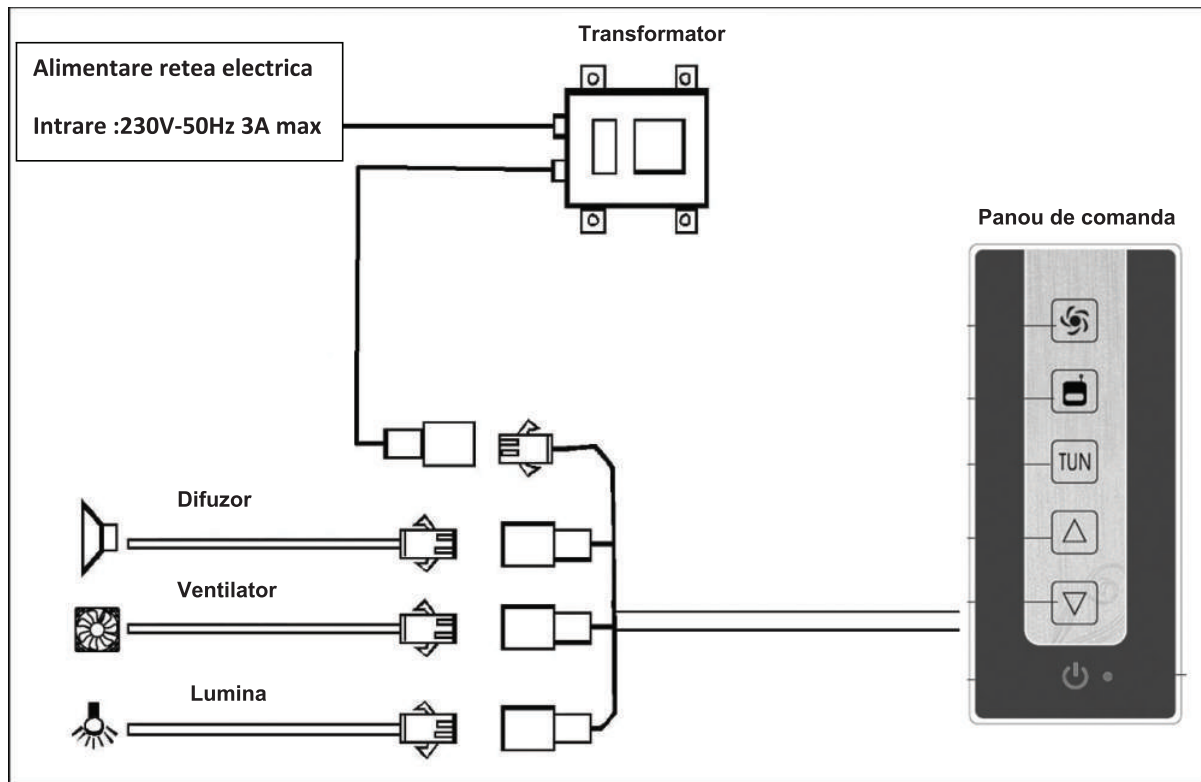 Transformator
Alimentare retea electrica
Intrare :230V-50Hz 3A max
Panou de comanda
TUN
Difuzor
Ventilator
Lumina